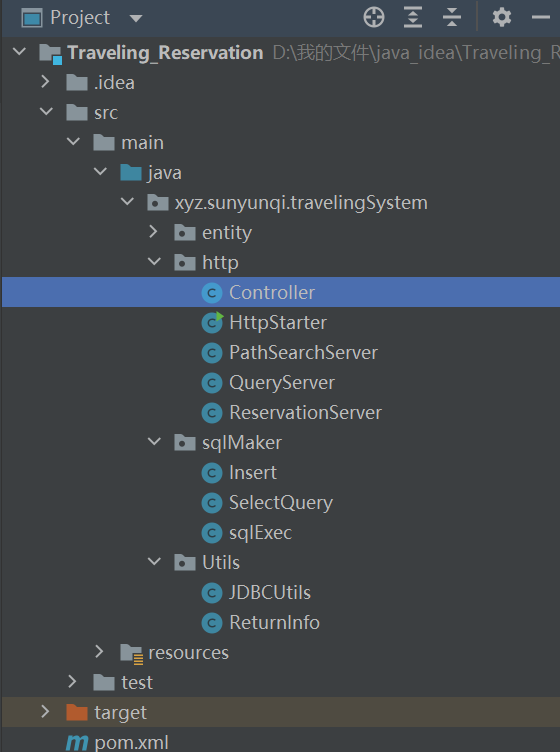 Project
Traveling_Reservation D:\我的文件\java_idea\Traveling_R
.idea
src
main
java
xyz.sunyunqi.travelingSystem
entity
http
Controller
HttpStarter
PathSearchServer
QueryServer
ReservationServer
sqlMaker
Insert
SelectQuery
sqlExec
Utils
JDBCUtils
ReturnInfo
resources
test
target
pom.xml